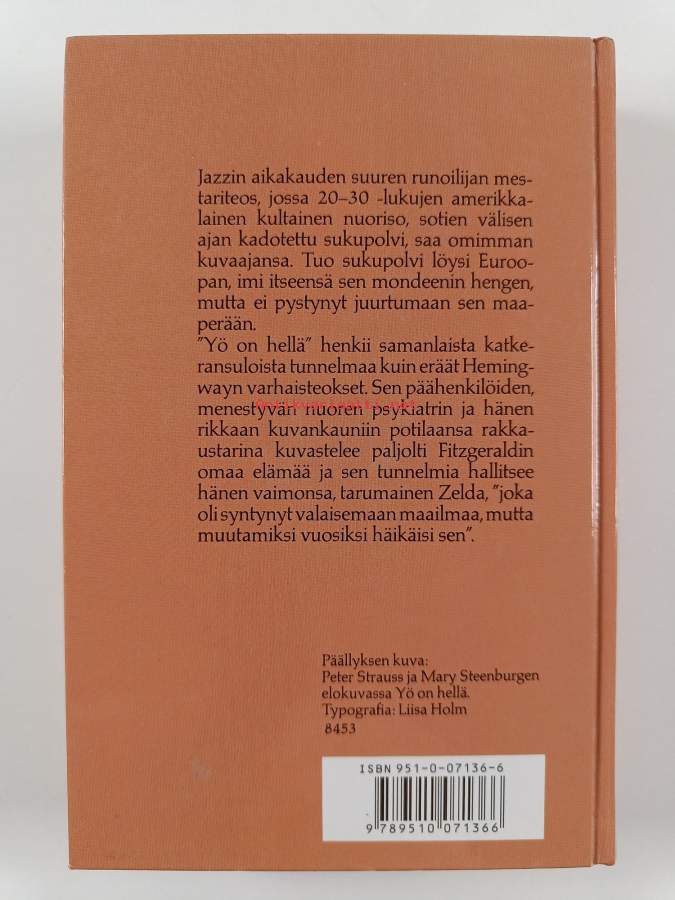 Jazzin aikakauden suuren runoilijan mes-
tariteos, jossa 20–30 -lukujen amerikka-
lainen kultainen nuoriso, sotien välisen
ajan kadotettu sukupolvi, saa omimman
kuvaajansa. Tuo sukupolvi löysi Euroo-
pan, imi itseensä sen mondeenin hengen,
mutta ei pystynyt juurtumaan sen maa-
perään.
"Yö on hellä" henkii samanlaista katke-
ransuloista tunnelmaa kuin eräät Heming-
wayn varhaisteokset. Sen päähenkilöiden,
menestyvän nuoren psykiatrin ja hänen
rikkaan kuvankauniin potilaansa rakka-
ustarina kuvastelee paljolti Fitzgeraldin
omaa elämää ja sen tunnelmia hallitsee
hänen vaimonsa, tarumainen Zelda, "joka
oli syntynyt valaisemaan maailmaa, mutta
muutamiksi vuosiksi häikäisi sen".
Päällyksen kuva:
Peter Strauss ja Mary Steenburgen
elokuvassa Yö on hellä.
Typografia: Liisa Holm
8453
ISBN 951-0-07136-6
9 789510 071366